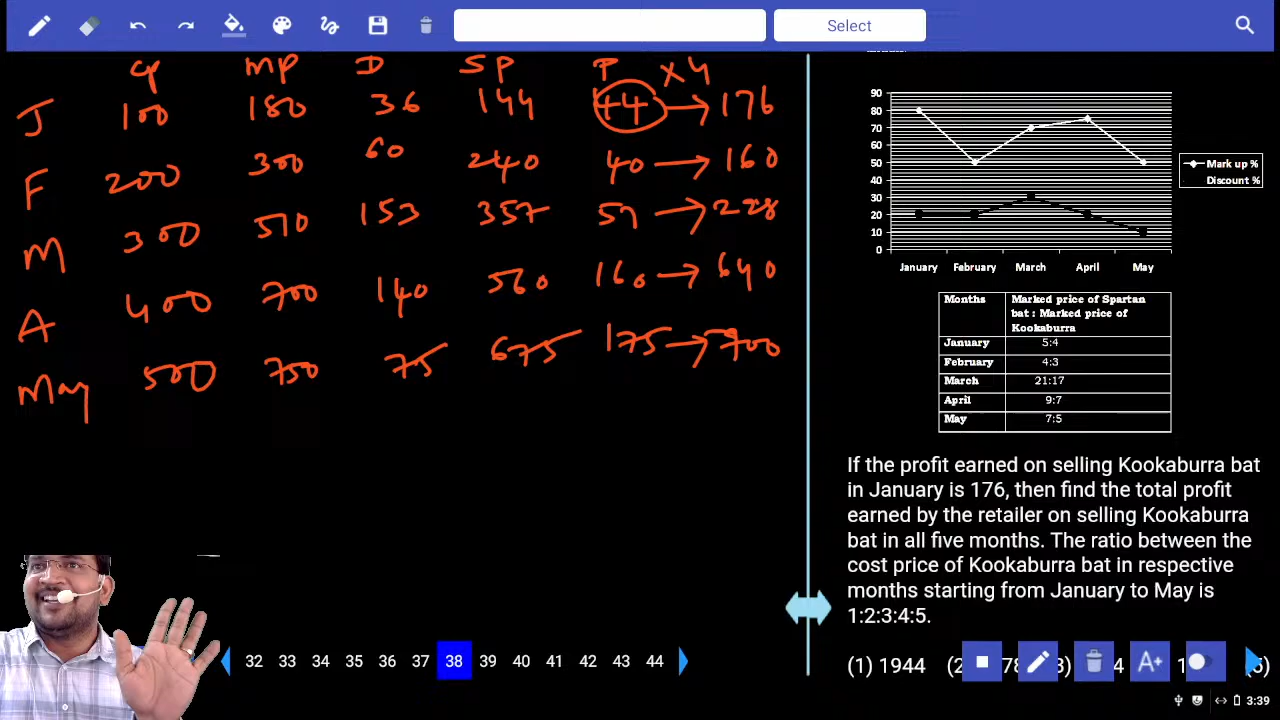 Select
CP MP D SP P ×4
J 100 180 36 144 44 → 176
F 200 300 60 240 40 → 160
M 300 510 153 357 57 → 228
A 400 700 140 560 160 → 640
May 500 750 75 675 175 → 700
90
80
70
60
50
40
30
20
10
0
January February March April May
Mark up %
Discount %
Months Marked price of Spartan bat : Marked price of Kookaburra
January 5:4
February 4:3
March 21:17
April 9:7
May 7:5
If the profit earned on selling Kookaburra bat
in January is 176, then find the total profit
earned by the retailer on selling Kookaburra
bat in all five months. The ratio between the
cost price of Kookaburra bat in respective
months starting from January to May is
1:2:3:4:5.
(1) 1944
32 33 34 35 36 37 38 39 40 41 42 43 44
A+
3:39